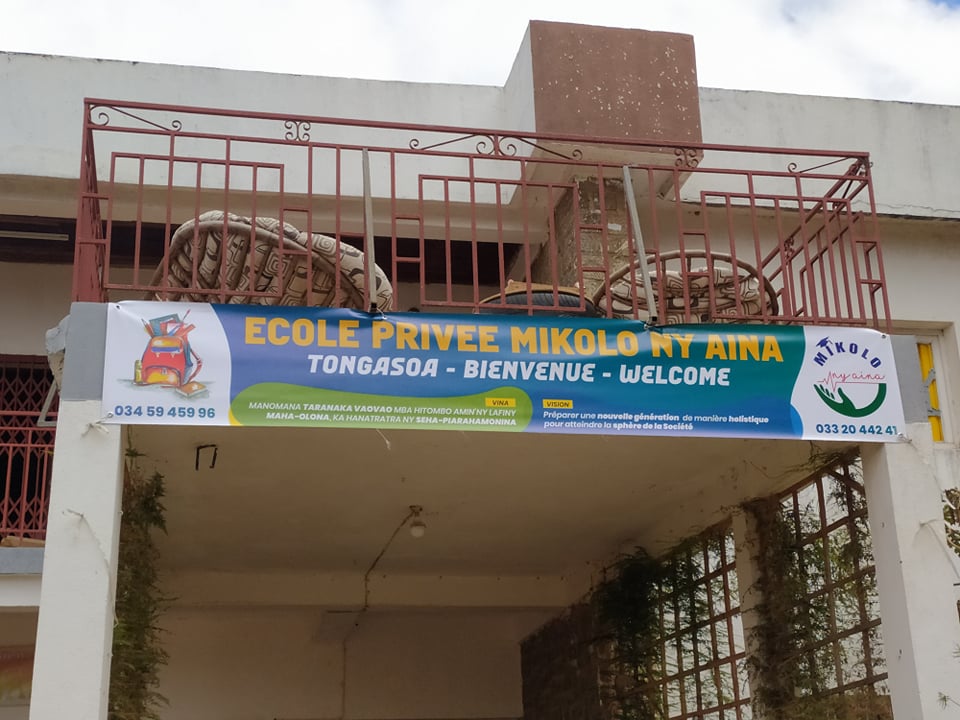 ECOLE PRIVEE MIKOLO NY AINA
TONGASOA - BIENVENUE - WELCOME
034 59 459 96
VINA
MANOMANA TARANAKA VAOVAO MBA HITOMBO AMIN'NY LAFINY
MAHA-OLONA, KA HANATRATRA NY SEHA-PIARAHAMONINA
VISION
Préparer une nouvelle génération de manière holistique
pour atteindre la sphère de la Société
MIKOLO
ny aina
033 20 442 41